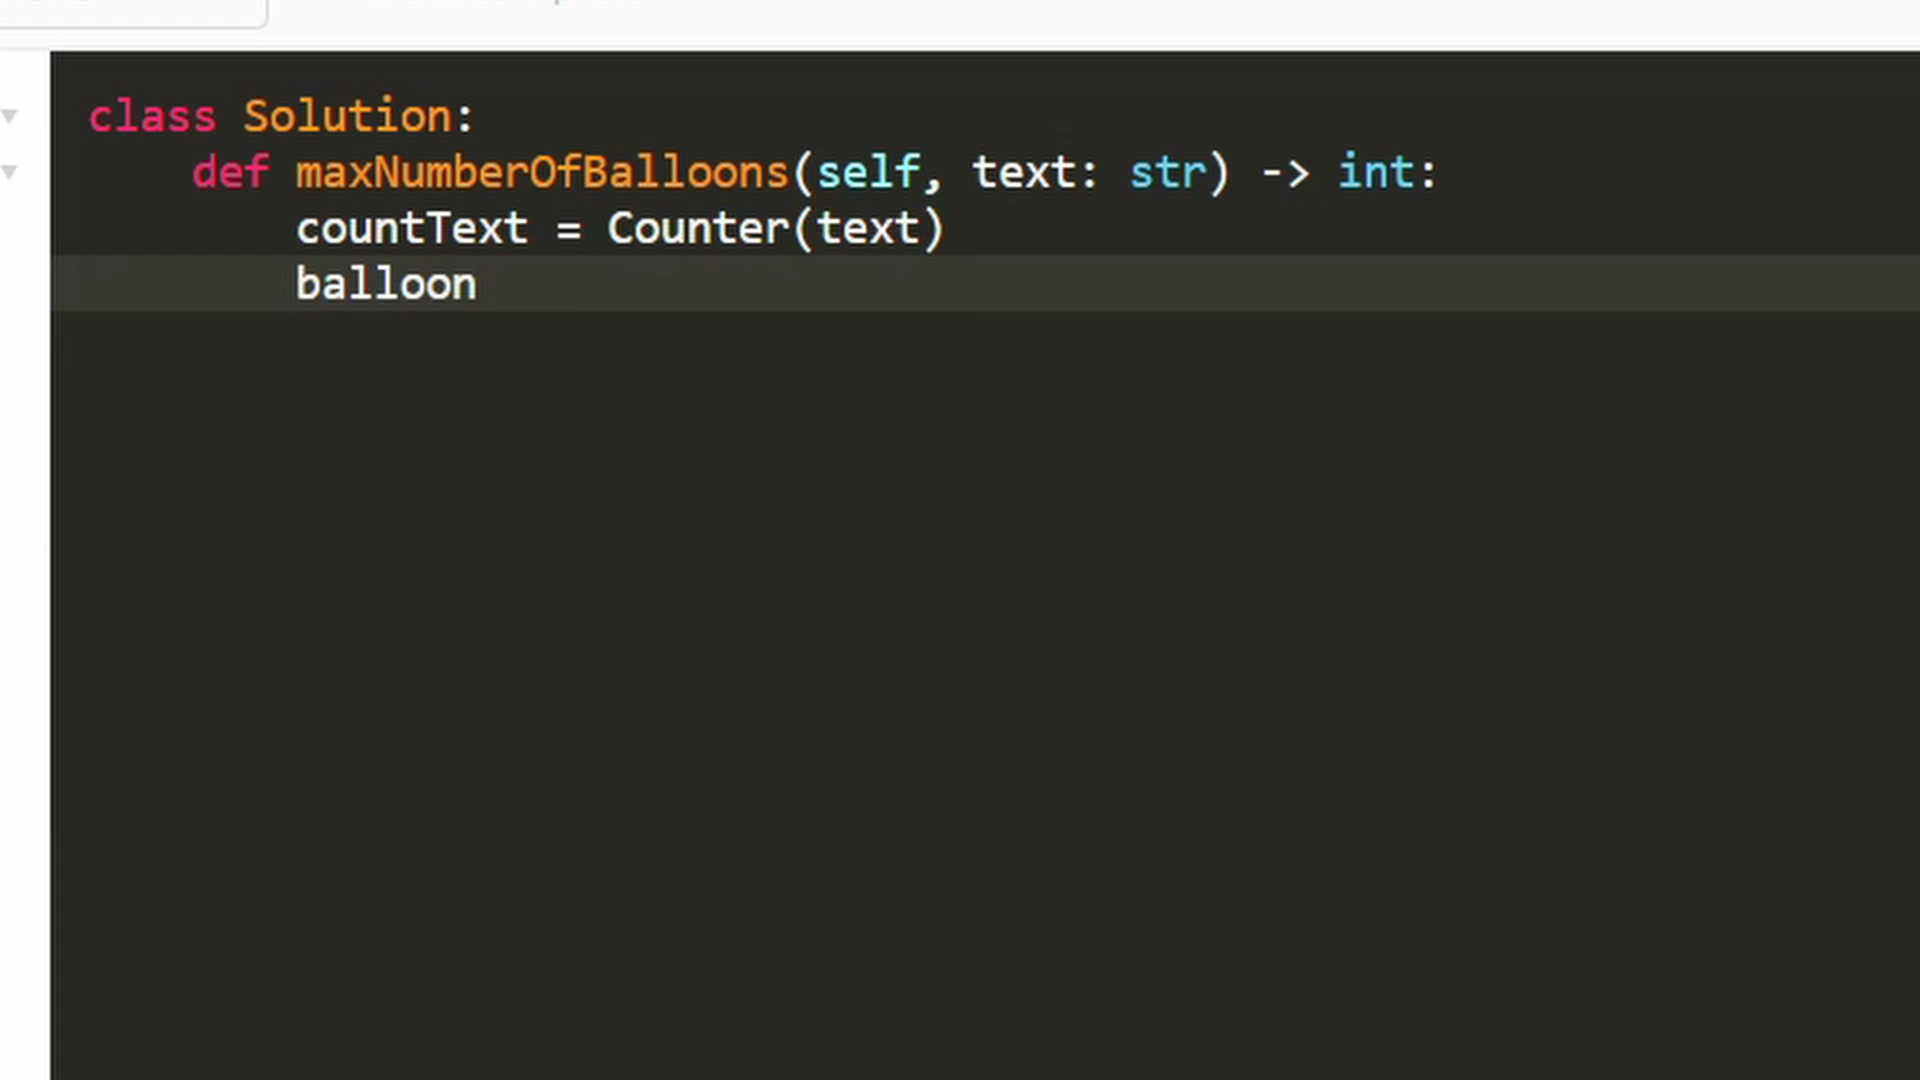 class Solution:
def maxNumberOfBalloons(self, text: str) -> int:
countText = Counter(text)
balloon